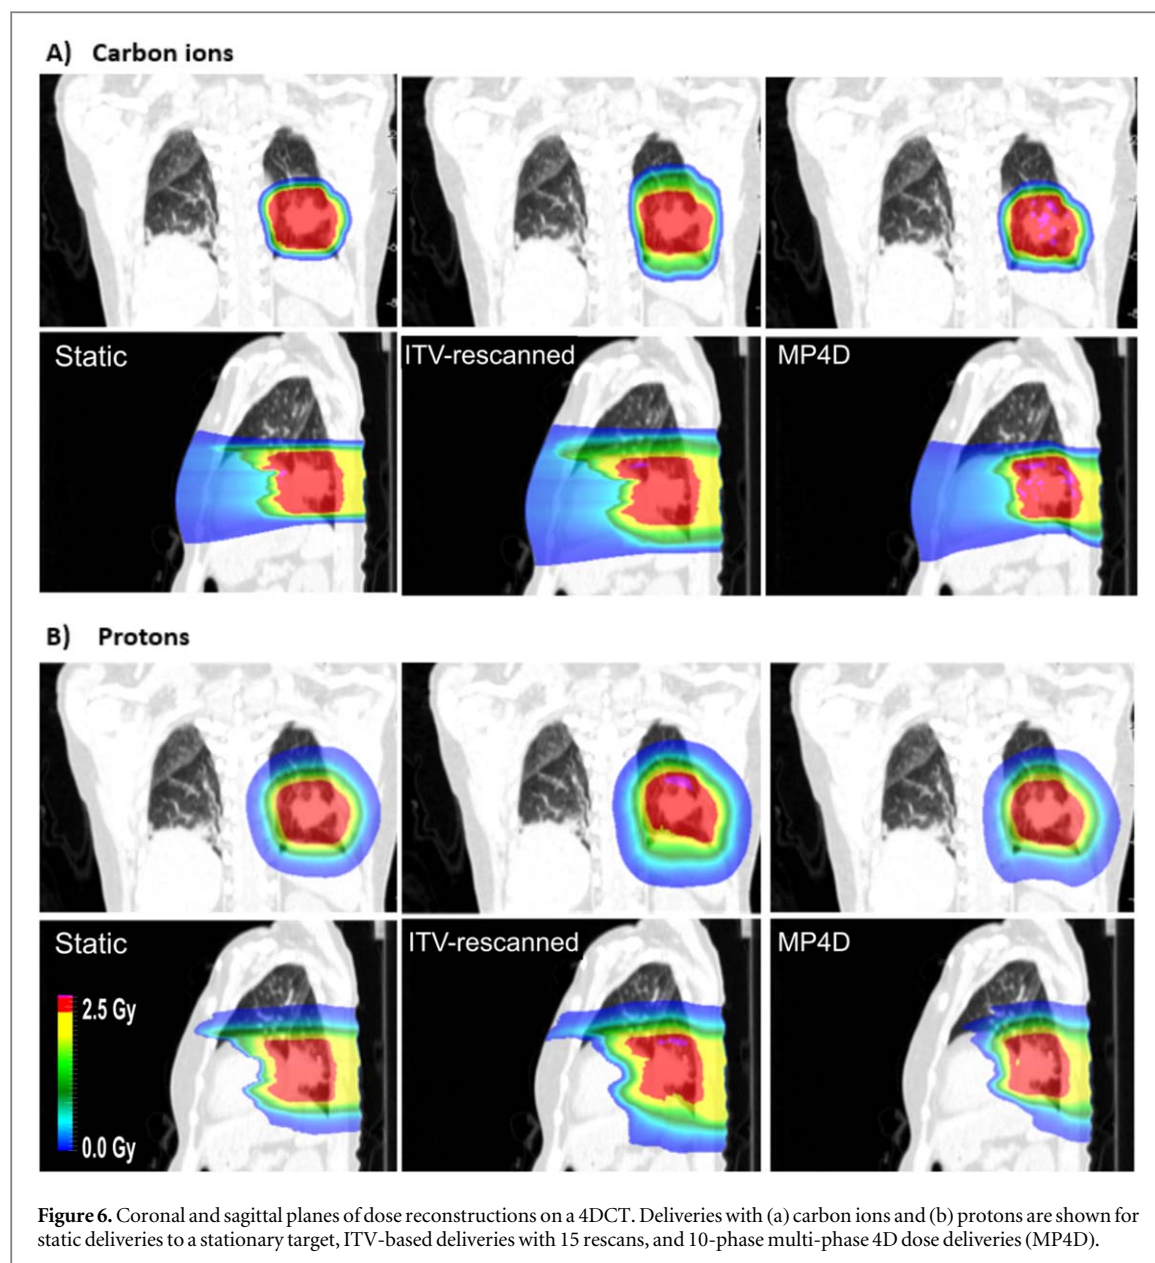 A) Carbon ions
Static
ITV-rescanned
MP4D
B) Protons
Static
ITV-rescanned
MP4D
2.5 Gy
0.0 Gy
Figure 6. Coronal and sagittal planes of dose reconstructions on a 4DCT. Deliveries with (a) carbon ions and (b) protons are shown for
static deliveries to a stationary target, ITV-based deliveries with 15 rescans, and 10-phase multi-phase 4D dose deliveries (MP4D).